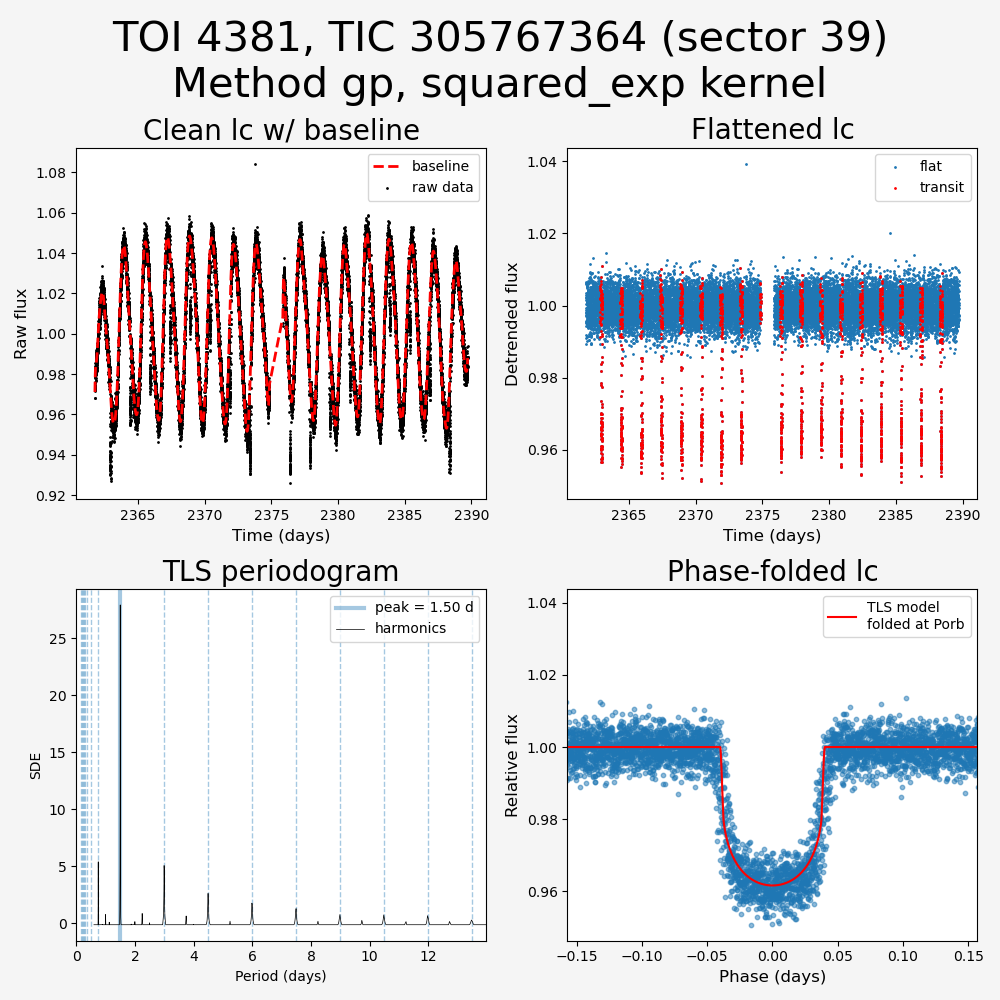 TOI 4381, TIC 305767364 (sector 39)
Method gp, squared_exp kernel
Clean lc w/ baseline
baseline
raw data
Raw flux
1.08
1.06
1.04
1.02
1.00
0.98
0.96
0.94
0.92
2365 2370 2375 2380 2385 2390
Time (days)
Flattened lc
flat
transit
Detrended flux
1.04
1.02
1.00
0.98
0.96
2365 2370 2375 2380 2385 2390
Time (days)
TLS periodogram
peak = 1.50 d
harmonics
SDE
25
20
15
10
5
0
0 2 4 6 8 10 12
Period (days)
Phase-folded lc
TLS model
folded at Porb
Relative flux
1.04
1.02
1.00
0.98
0.96
−0.15 −0.10 −0.05 0.00 0.05 0.10 0.15
Phase (days)